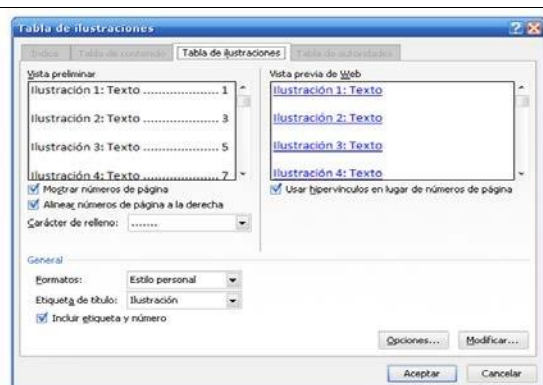 Tabla de ilustraciones
Índice Tabla de contenido Tabla de ilustraciones Tabla de autoridades
Vista preliminar
Ilustración 1: Texto ..................... 1
Ilustración 2: Texto ..................... 3
Ilustración 3: Texto ..................... 5
Ilustración 4: Texto ..................... 7
Mostrar números de página
Alinear números de página a la derecha
Carácter de relleno: .......
Vista previa de Web
Ilustración 1: Texto
Ilustración 2: Texto
Ilustración 3: Texto
Ilustración 4: Texto
Usar hipervínculos en lugar de números de página
General
Formatos: Estilo personal
Etiqueta de título: Ilustración
Incluir etiqueta y número
Opciones... Modificar...
Aceptar Cancelar